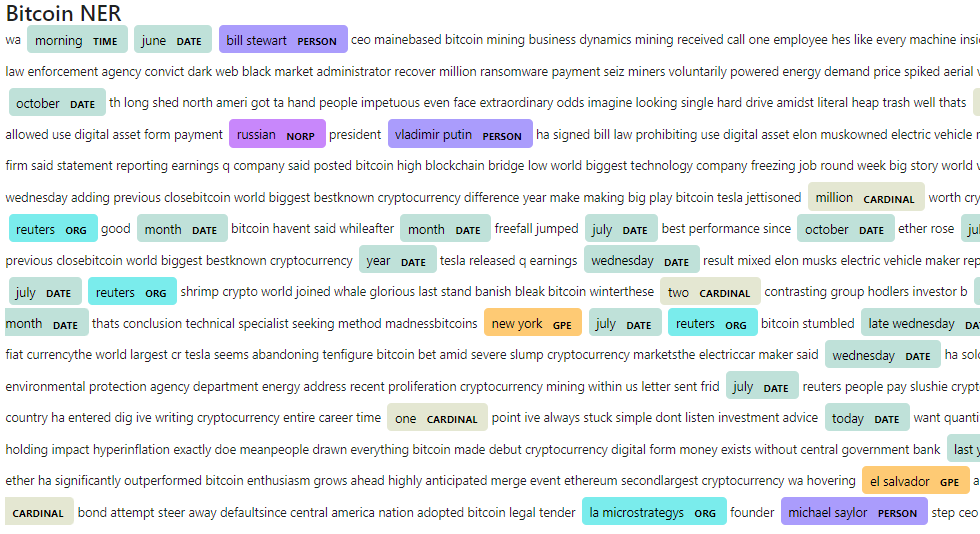 Bitcoin NER
wa morning TIME june DATE bill stewart PERSON ceo mainebased bitcoin mining business dynamics mining received call one employee hes like every machine insi
law enforcement agency convict dark web black market administrator recover million ransomware payment seiz miners voluntarily powered energy demand price spiked aerial
october DATE th long shed north ameri got ta hand people impetuous even face extraordinary odds imagine looking single hard drive amidst literal heap trash well thats
allowed use digital asset form payment russian NORP president vladimir putin PERSON ha signed bill law prohibiting use digital asset elon muskowned electric vehicle
firm said statement reporting earnings q company said posted bitcoin high blockchain bridge low world biggest technology company freezing job round week big story world
wednesday adding previous closebitcoin world biggest bestknown cryptocurrency difference year make making big play bitcoin tesla jettisoned million CARDINAL worth cry
reuters ORG good month DATE bitcoin havent said whileafter month DATE freefall jumped july DATE best performance since october DATE ether rose jul
previous closebitcoin world biggest bestknown cryptocurrency year DATE tesla released q earnings wednesday DATE result mixed elon musks electric vehicle maker rep
july DATE reuters ORG shrimp crypto world joined whale glorious last stand banish bleak bitcoin winterthese two CARDINAL contrasting group hodlers investor b
month DATE thats conclusion technical specialist seeking method madnessbitcoins new york GPE july DATE reuters ORG bitcoin stumbled late wednesday DA
fiat currencythe world largest cr tesla seems abandoning tenfigure bitcoin bet amid severe slump cryptocurrency marketsthe electriccar maker said wednesday DATE ha sol
environmental protection agency department energy address recent proliferation cryptocurrency mining within us letter sent frid july DATE reuters people pay slushie crypt
country ha entered dig ive writing cryptocurrency entire career time one CARDINAL point ive always stuck simple dont listen investment advice today DATE want quanti
holding impact hyperinflation exactly doe meanpeople drawn everything bitcoin made debut cryptocurrency digital form money exists without central government bank last y
ether ha significantly outperformed bitcoin enthusiasm grows ahead highly anticipated merge event ethereum secondlargest cryptocurrency wa hovering el salvador GPE a
CARDINAL bond attempt steer away defaultsince central america nation adopted bitcoin legal tender la microstrategys ORG founder michael saylor PERSON step ceo